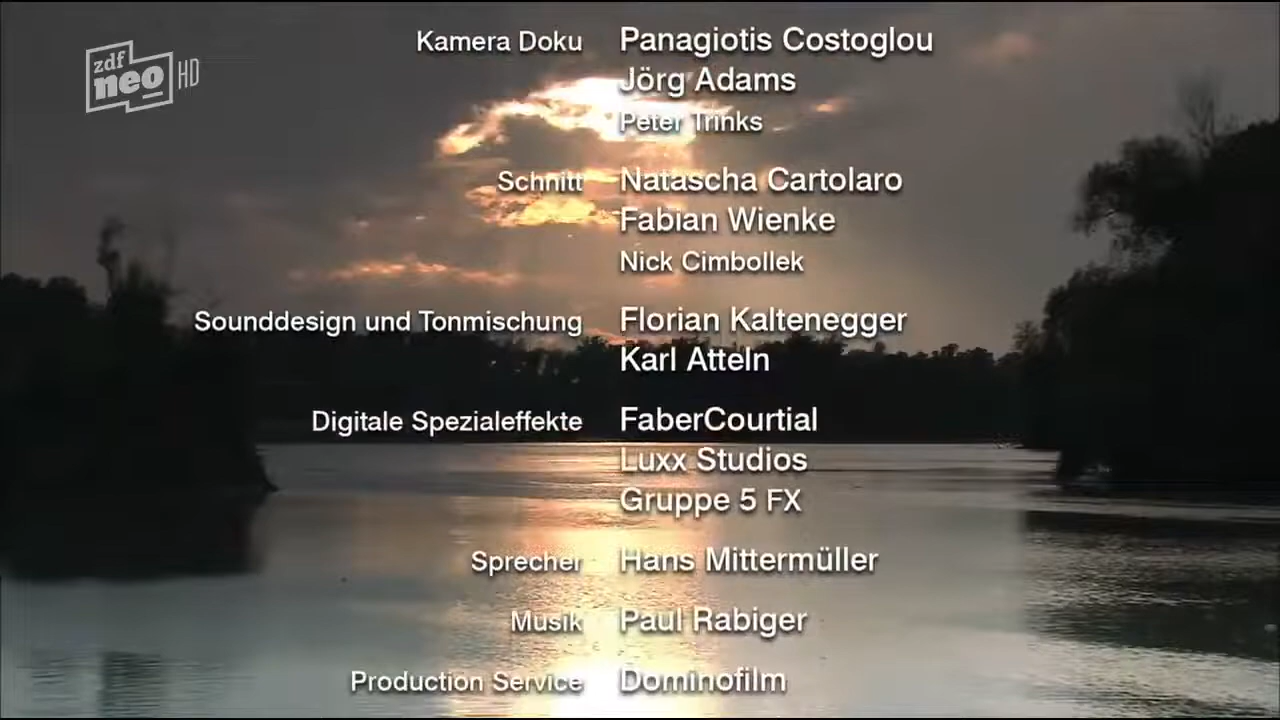 zdf
neo HD
Kamera Doku Panagiotis Costoglou
Jörg Adams
Peter Trinks
Schnitt Natascha Cartolaro
Fabian Wienke
Nick Cimbollek
Sounddesign und Tonmischung Florian Kaltenegger
Karl Atteln
Digitale Spezialeffekte FaberCourtial
Luxx Studios
Gruppe 5 FX
Sprecher Hans Mittermüller
Musik Paul Rabiger
Production Service Dominofilm